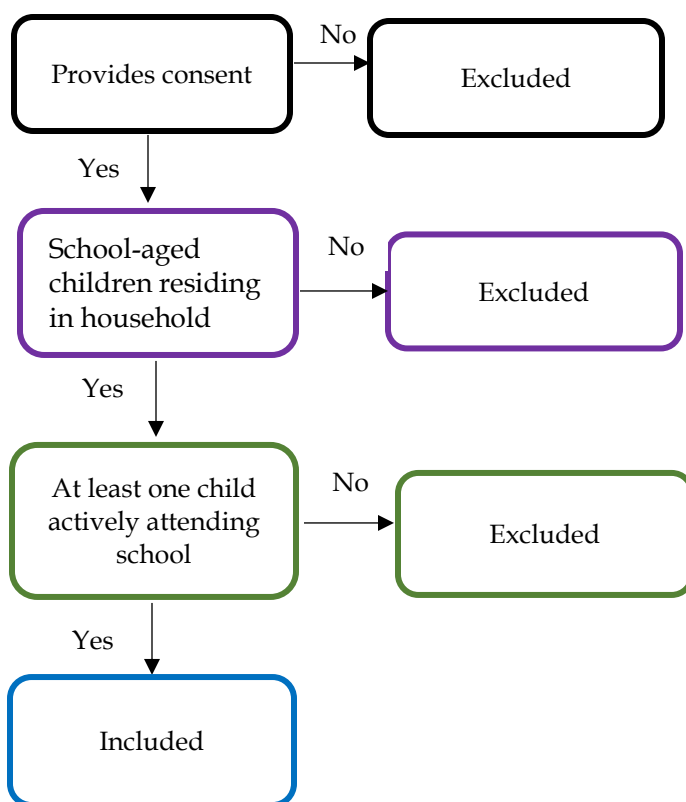 Provides consent
No
Excluded
Yes
School-aged
children residing
in household
No
Excluded
Yes
At least one child
actively attending
school
No
Excluded
Yes
Included